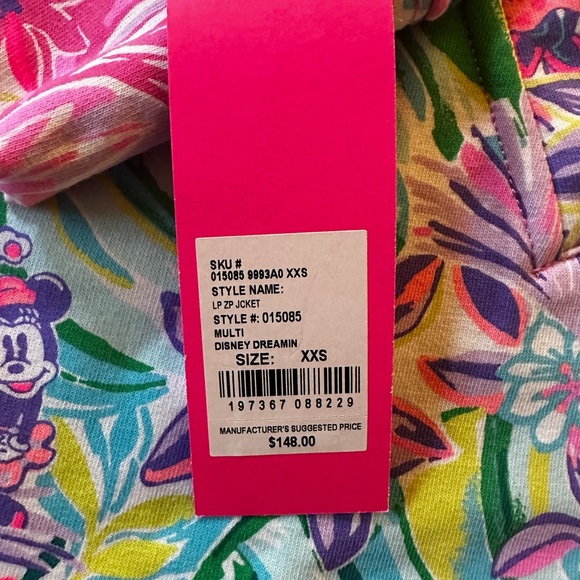 SKU #
015085 9993A0 XXS
STYLE NAME:
LP ZP JCKET
STYLE #: 015085
MULTI
DISNEY DREAMIN
SIZE: XXS
197367 088229
MANUFACTURER'S SUGGESTED PRICE
$148.00